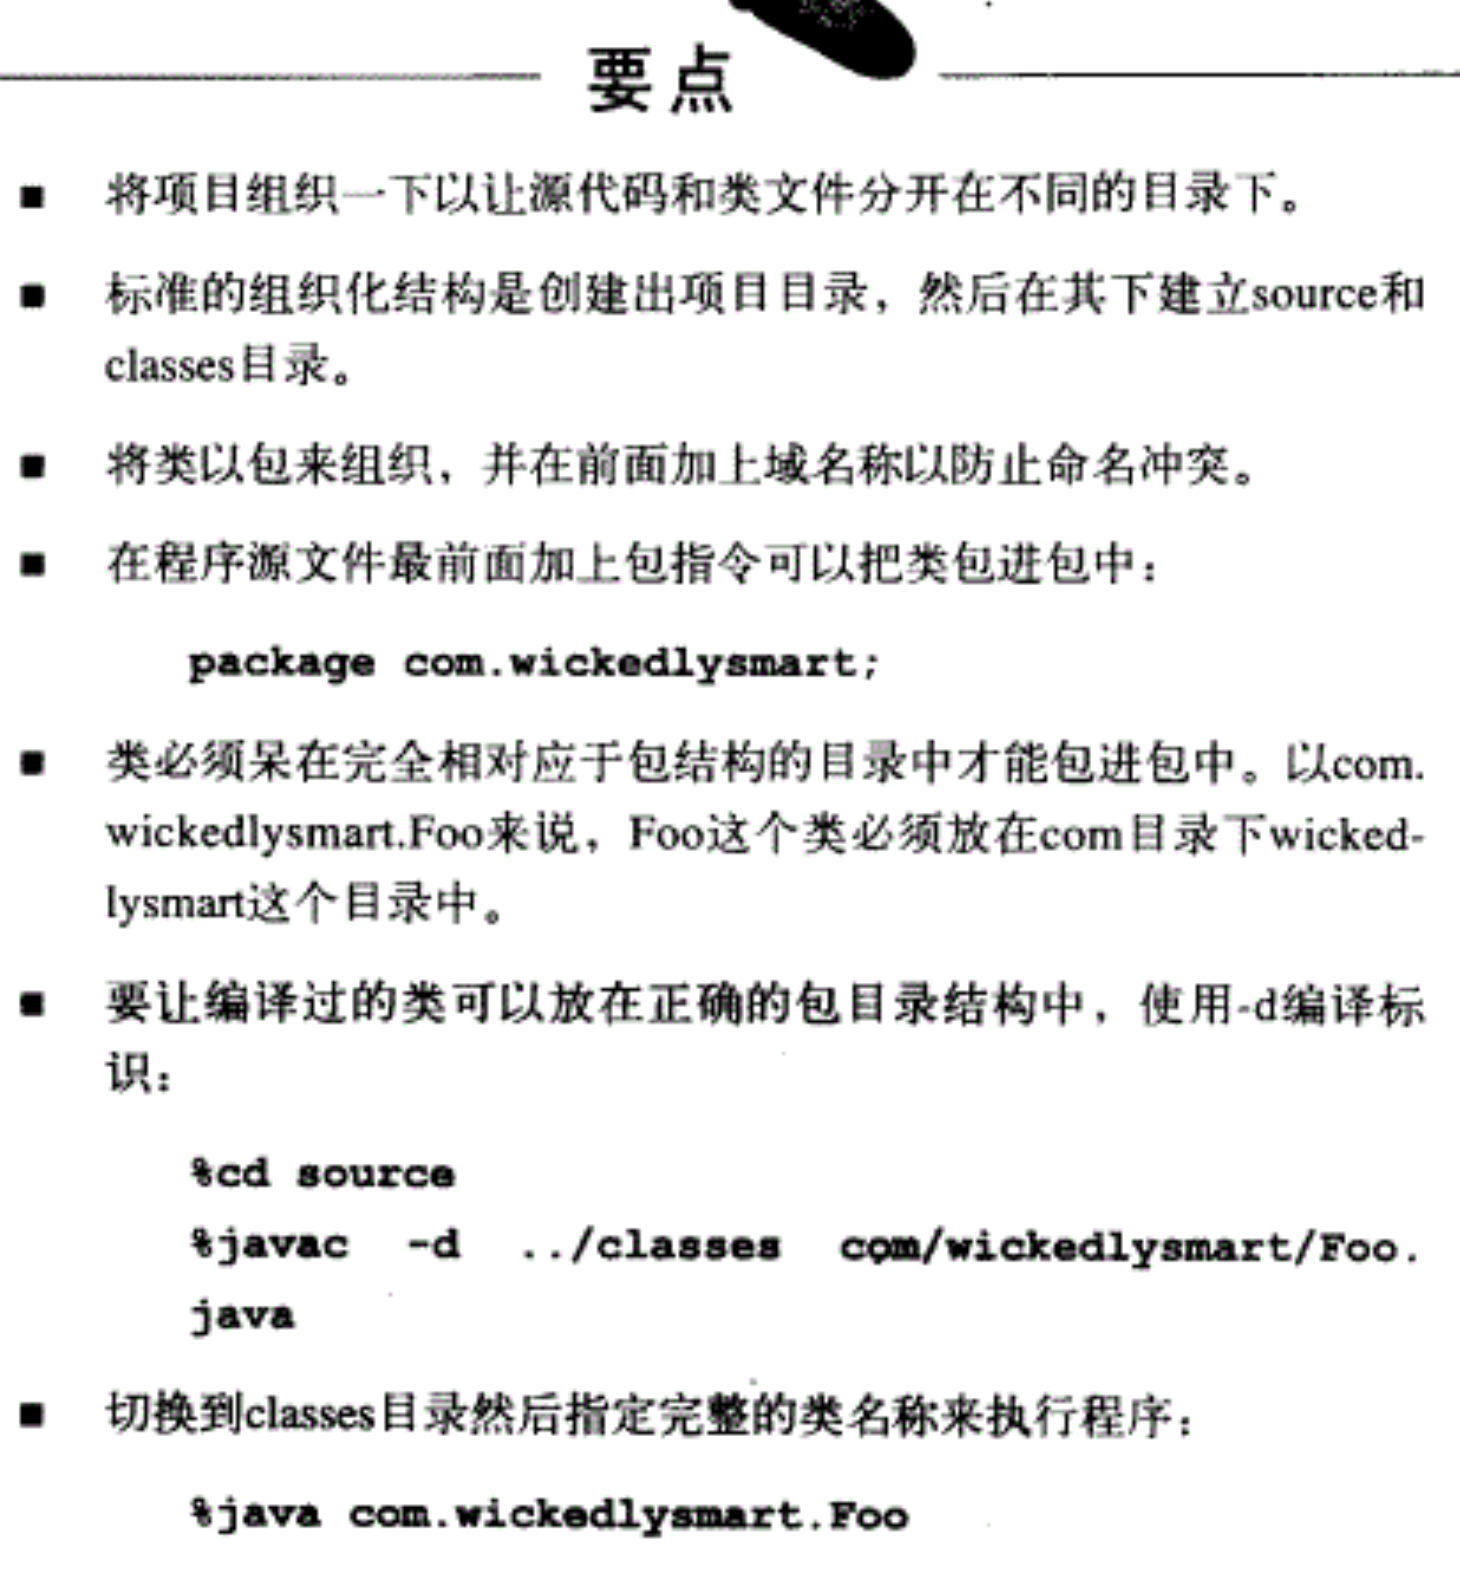 要点
■ 将项目组织一下以让源代码和类文件分开在不同的目录下。
■ 标准的组织化结构是创建出项目目录，然后在其下建立source和
classes目录。
■ 将类以包来组织，并在前面加上域名称以防止命名冲突。
■ 在程序源文件最前面加上包指令可以把类包进包中：
package com.wickedlysmart;
■ 类必须呆在完全相对应于包结构的目录中才能包进包中。以com.
wickedlysmart.Foo来说，Foo这个类必须放在com目录下wicked-
lysmart这个目录中。
■ 要让编译过的类可以放在正确的包目录结构中，使用-d编译标
识：
%cd source
%javac -d ../classes com/wickedlysmart/Foo.
java
■ 切换到classes目录然后指定完整的类名称来执行程序：
%java com.wickedlysmart.Foo